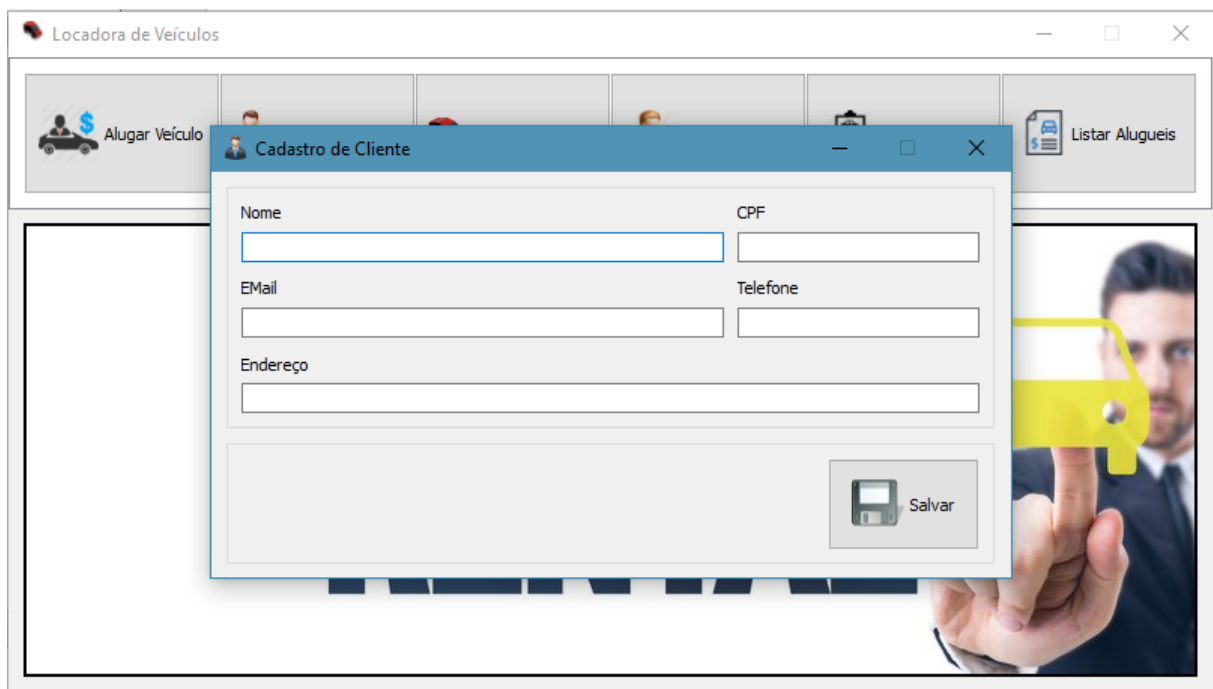 Locadora de Veículos
Alugar Veículo
Listar Alugueis
Cadastro de Cliente
Nome
CPF
EMail
Telefone
Endereço
Salvar